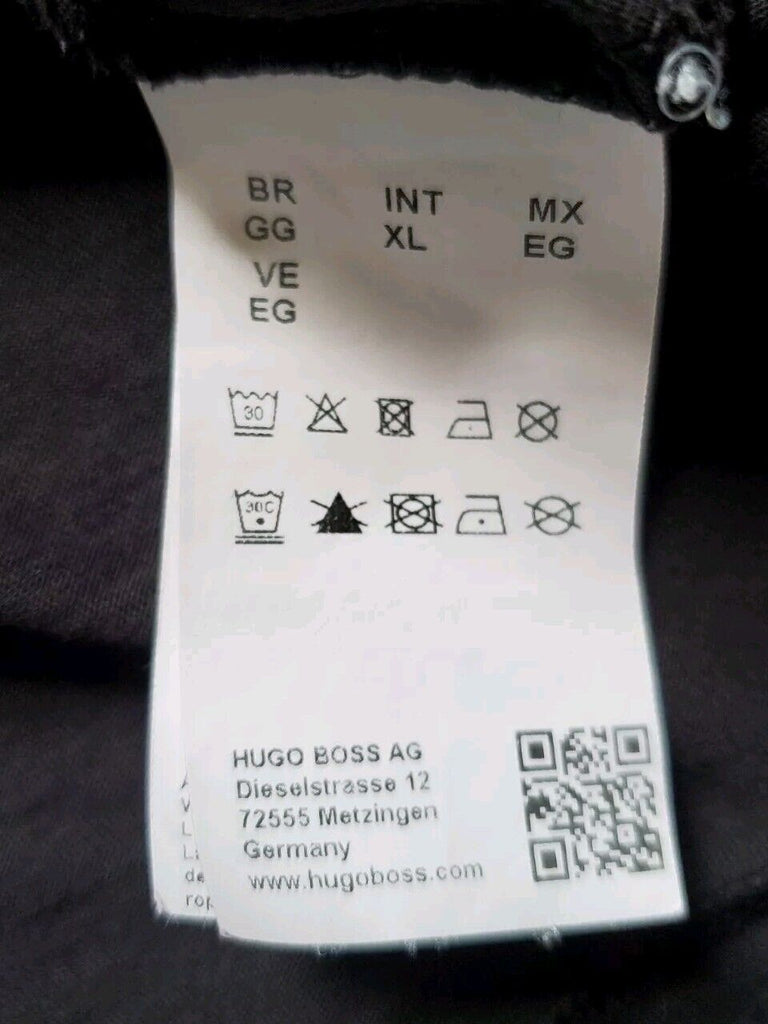 BR INT MX
GG XL EG
VE
EG
30
30C
HUGO BOSS AG
Dieselstrasse 12
72555 Metzingen
Germany
www.hugoboss.com
de